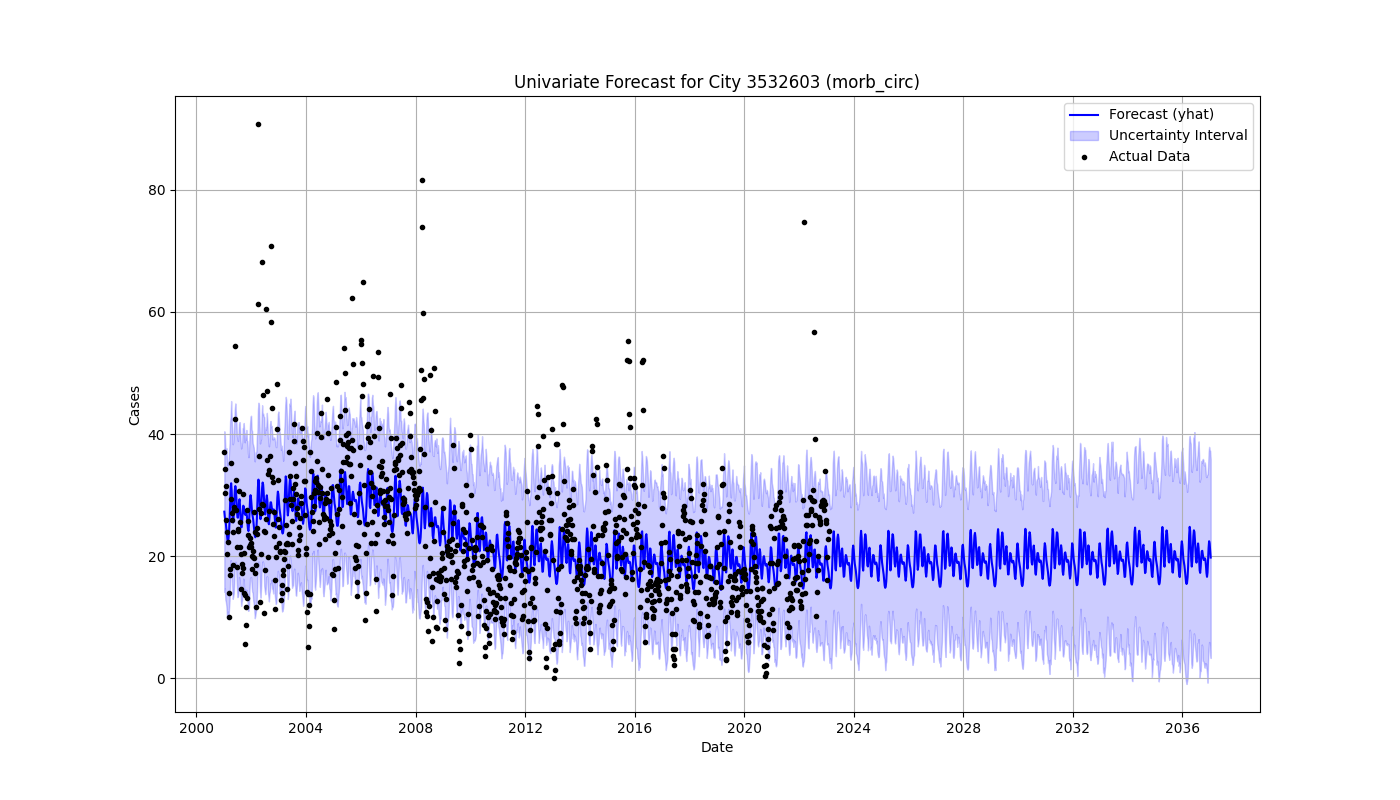 Univariate Forecast for City 3532603 (morb_circ)
Forecast (yhat)
Uncertainty Interval
Actual Data
Cases
80
60
40
20
0
2000 2004 2008 2012 2016 2020 2024 2028 2032 2036
Date